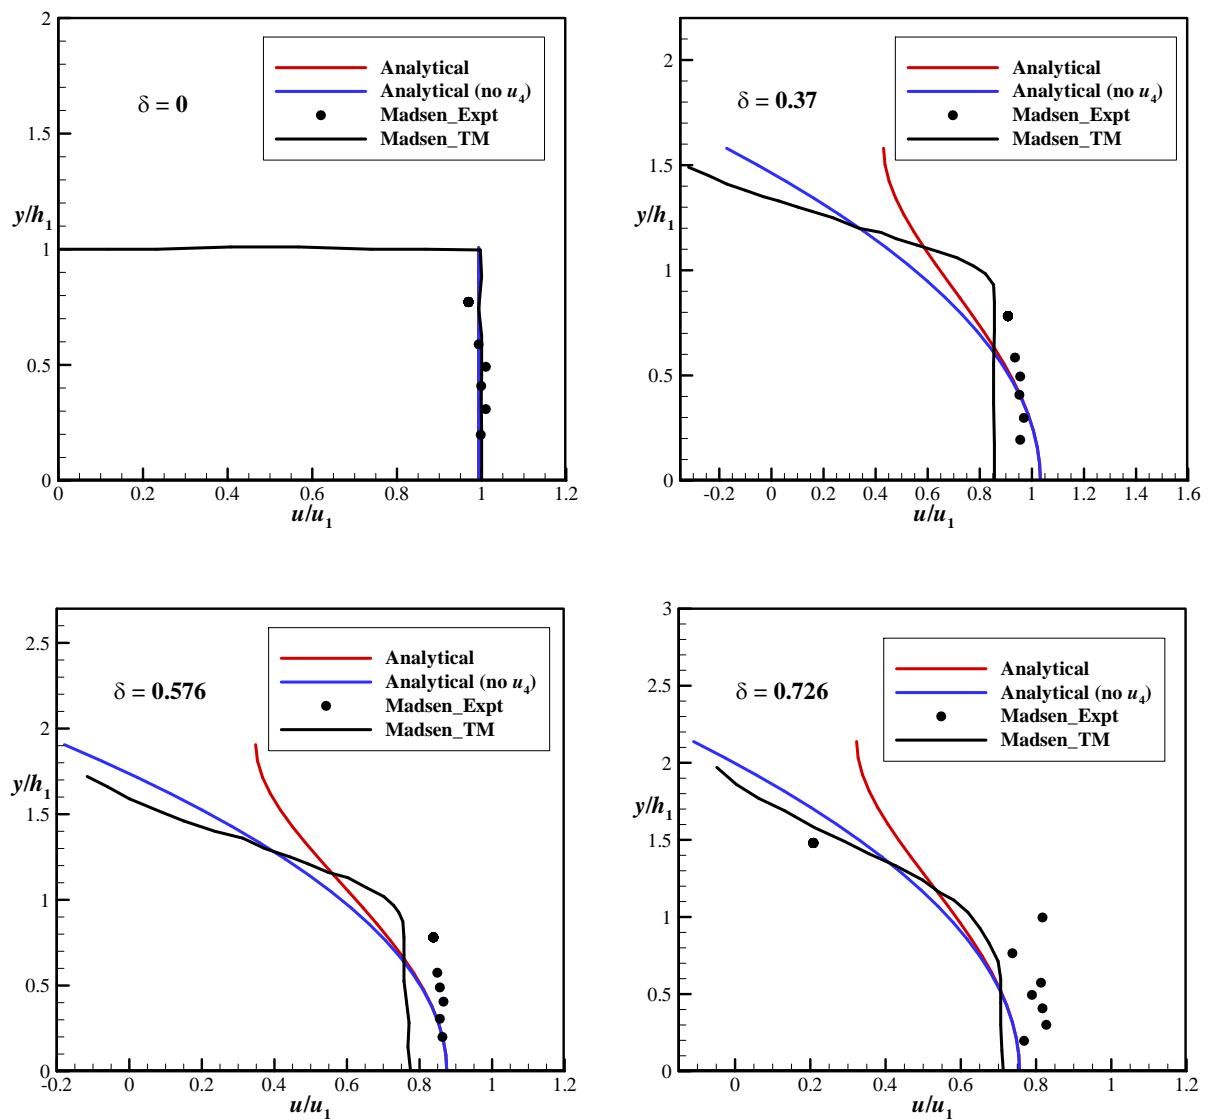 2
Analytical
Analytical (no u4)
δ = 0
Madsen_Expt
Madsen_TM
1.5
y/h1
1
0.5
0
0 0.2 0.4 0.6 0.8 1 1.2
u/u1
2
Analytical
Analytical (no u4)
δ = 0.37
Madsen_Expt
Madsen_TM
1.5
y/h1
1
0.5
0
-0.2 0 0.2 0.4 0.6 0.8 1 1.2 1.4 1.6
u/u1
2.5
Analytical
Analytical (no u4)
δ = 0.576
Madsen_Expt
Madsen_TM
2
y/h1
1.5
1
0.5
0
-0.2 0 0.2 0.4 0.6 0.8 1 1.2
u/u1
3
Analytical
Analytical (no u4)
δ = 0.726
Madsen_Expt
Madsen_TM
2.5
2
y/h1
1.5
1
0.5
0
0 0.2 0.4 0.6 0.8 1 1.2
u/u1